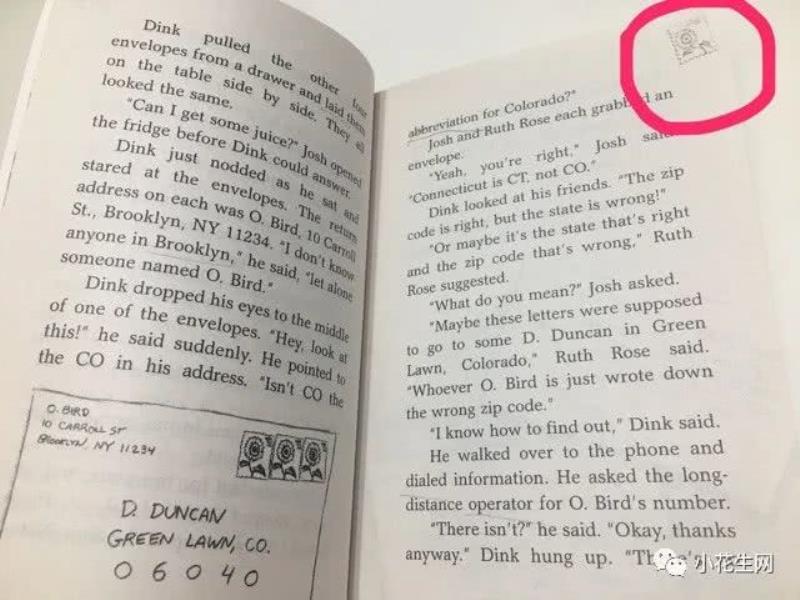 Dink pulled the other four
envelopes from a drawer and laid them
on the table side by side. They all
looked the same.
"Can I get some juice?" Josh opened
the fridge before Dink could answer.
Dink just nodded as he sat and
stared at the envelopes. The return
address on each was O. Bird, 10 Carroll
St., Brooklyn, NY 11234. "I don't know
anyone in Brooklyn," he said, "let alone
someone named O. Bird."
Dink dropped his eyes to the middle
of one of the envelopes. "Hey, look at
this!" he said suddenly. He pointed to
the CO in his address. "Isn't CO the
O. BIRD
10 CARROLL ST
BROOKLYN, NY 11234
D. DUNCAN
GREEN LAWN, CO.
06040
abbreviation for Colorado?"
Josh and Ruth Rose each grabbed an
envelope.
"Yeah, you're right," Josh said.
"Connecticut is CT, not CO."
Dink looked at his friends. "The zip
code is right, but the state is wrong!"
"Or maybe it's the state that's right
and the zip code that's wrong," Ruth
Rose suggested.
"What do you mean?" Josh asked.
"Maybe these letters were supposed
to go to some D. Duncan in Green
Lawn, Colorado," Ruth Rose said.
"Whoever O. Bird is just wrote down
the wrong zip code."
"I know how to find out," Dink said.
He walked over to the phone and
dialed information. He asked the long-
distance operator for O. Bird's number.
"There isn't?" he said. "Okay, thanks
anyway." Dink hung up.
小花生网